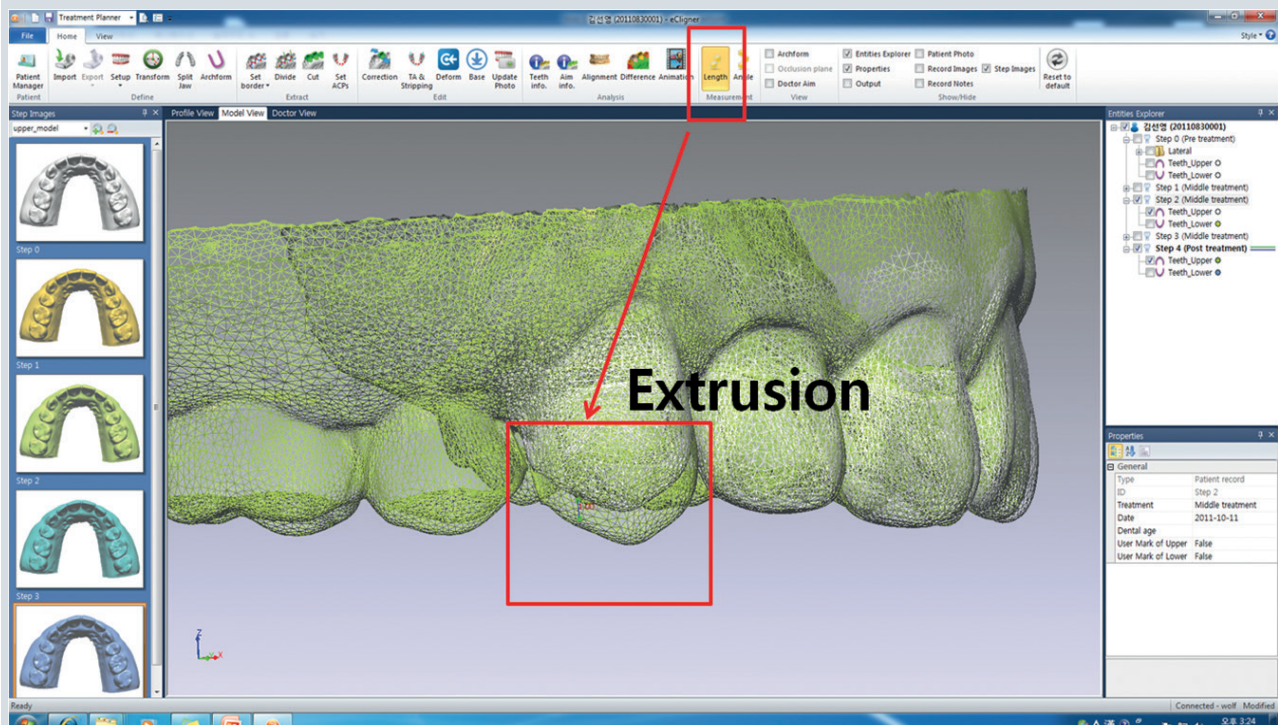 Treatment Planner
김선영 (20110830001) - eCligner
File Home View Style
Patient Manager
Import Export Setup Transform Split Jaw Archform
Set border Divide Cut Set ACPs
Correction TA & Stripping Deform Base Update Photo
Teeth info. Aim info. Alignment Difference Animation
Length Angle
Archform Entities Explorer Patient Photo
Occlusion plane Properties Record Images Step Images
Doctor Aim Output Record Notes
Reset to default
Patient Define Extract Edit Analysis Measurement View Show/Hide
Step Images
upper_model
Step 0
Step 1
Step 2
Step 3
Profile View Model View Doctor View
Extrusion
Z
X
Entities Explorer
김선영 (20110830001)
Step 0 (Pre treatment)
Lateral
Teeth_Upper
Teeth_Lower
Step 1 (Middle treatment)
Step 2 (Middle treatment)
Teeth_Upper
Teeth_Lower
Step 3 (Middle treatment)
Step 4 (Post treatment)
Teeth_Upper
Teeth_Lower
Properties
General
Type Patient record
ID Step 2
Treatment Middle treatment
Date 2011-10-11
Dental age
User Mark of Upper False
User Mark of Lower False
Ready
Connected - wolf Modified
오후 3:24